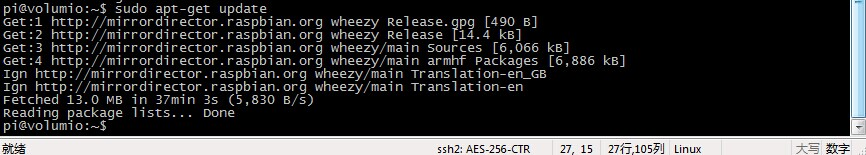 pi@volumio:~$ sudo apt-get update
Get:1 http://mirrordirector.raspbian.org wheezy Release.gpg [490 B]
Get:2 http://mirrordirector.raspbian.org wheezy Release [14.4 kB]
Get:3 http://mirrordirector.raspbian.org wheezy/main Sources [6,066 kB]
Get:4 http://mirrordirector.raspbian.org wheezy/main armhf Packages [6,886 kB]
Ign http://mirrordirector.raspbian.org wheezy/main Translation-en_GB
Ign http://mirrordirector.raspbian.org wheezy/main Translation-en
Fetched 13.0 MB in 37min 3s (5,830 B/s)
Reading package lists... Done
pi@volumio:~$
就绪 ssh2: AES-256-CTR 27, 15 27行,105列 Linux 大写 数字